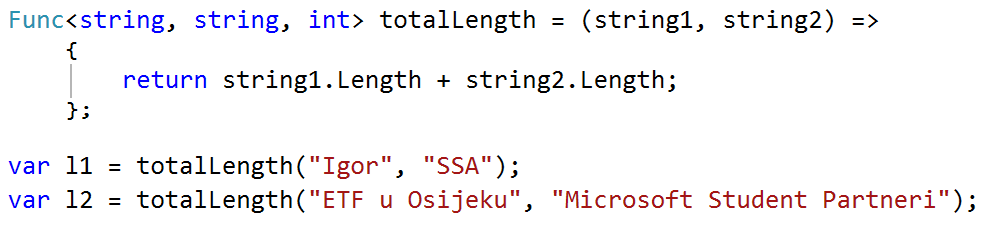 Func<string, string, int> totalLength = (string1, string2) =>
{
return string1.Length + string2.Length;
};
var l1 = totalLength("Igor", "SSA");
var l2 = totalLength("ETF u Osijeku", "Microsoft Student Partneri");